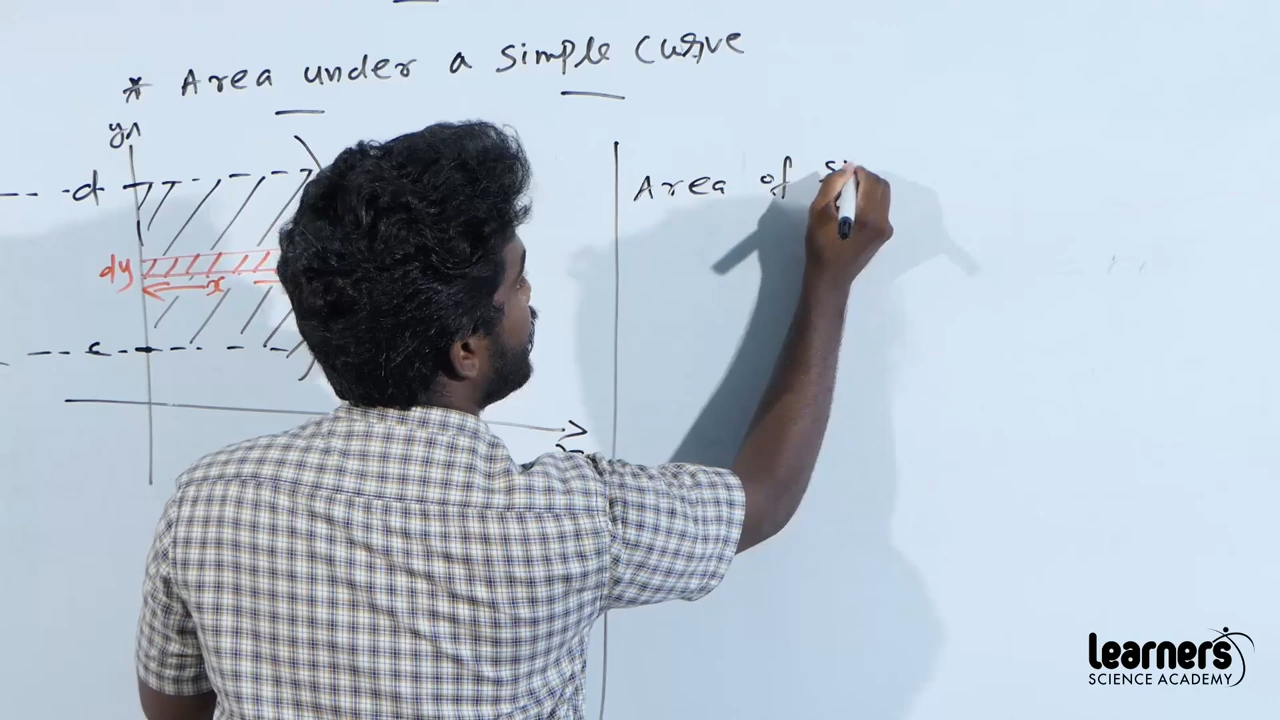 * Area under a simple curve
y
d
dy
x
c
Area of
learners
SCIENCE ACADEMY